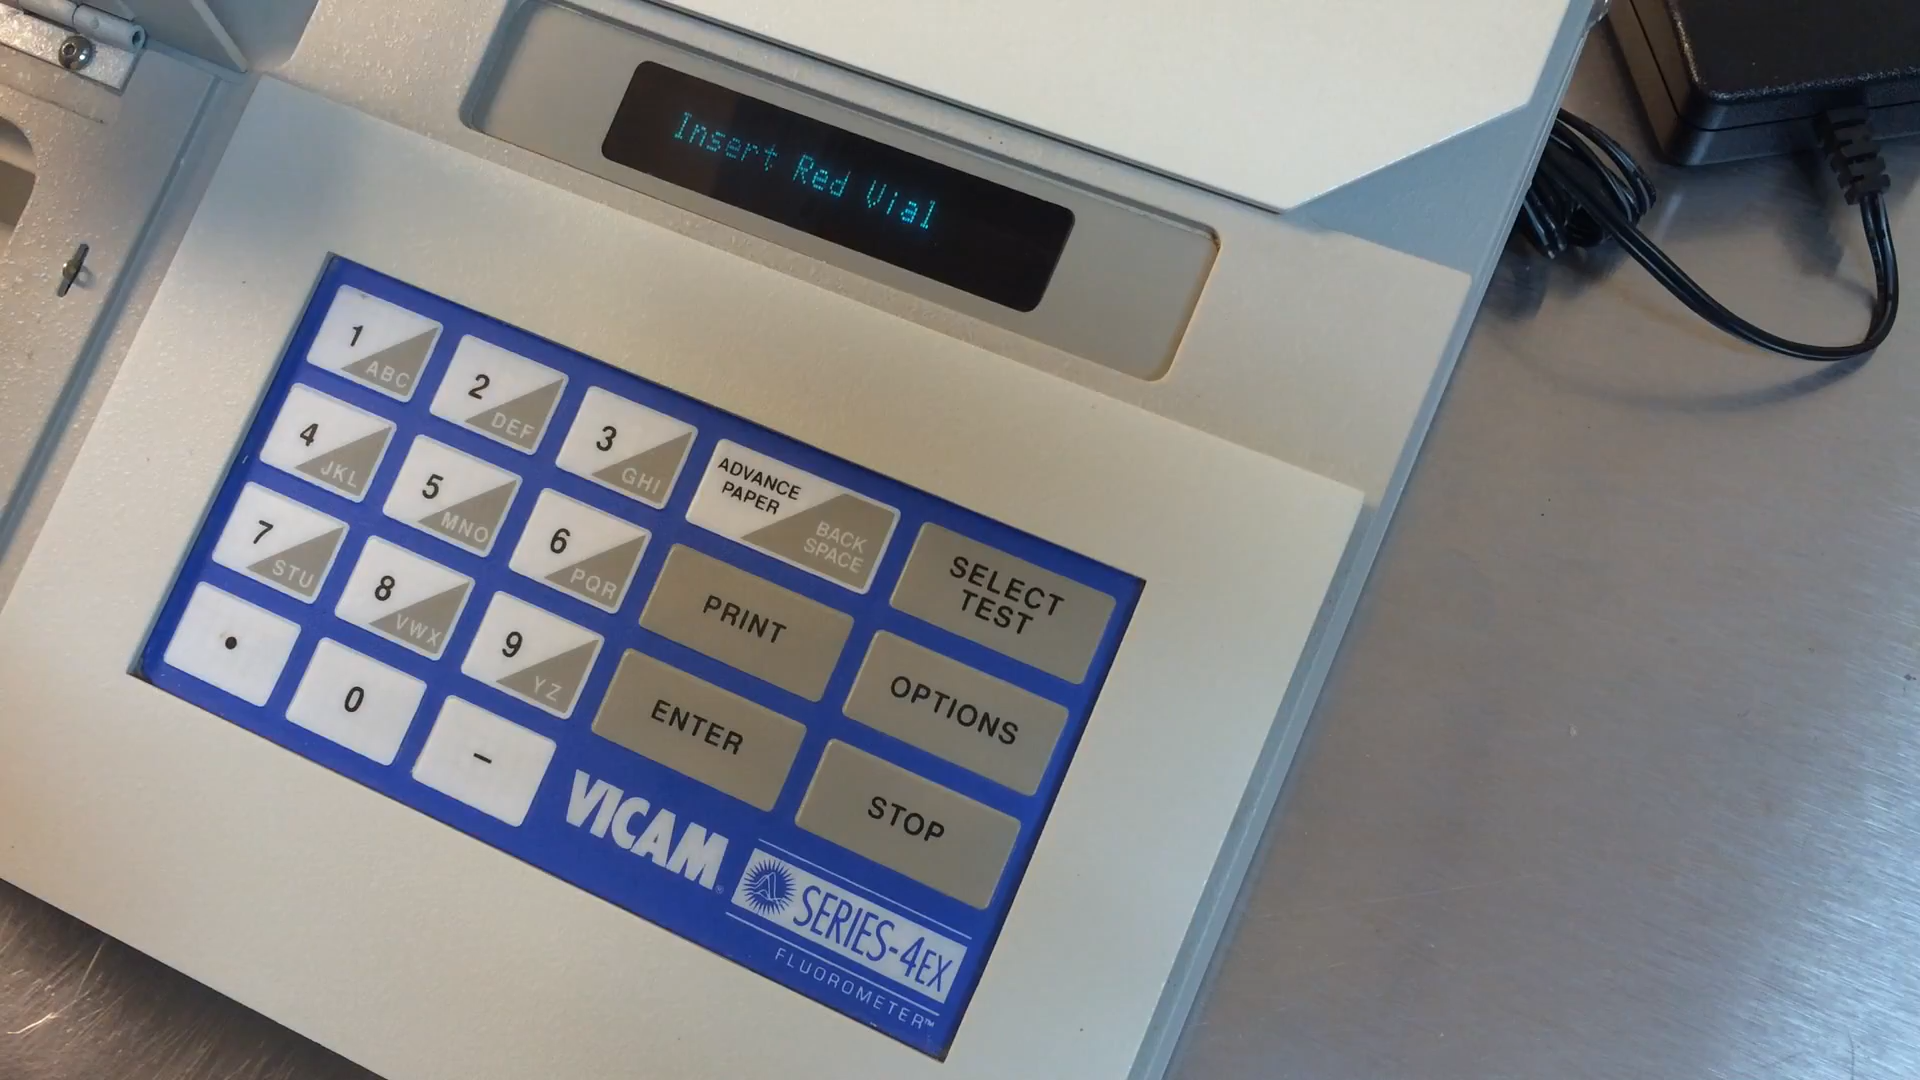 Insert Red Vial
1 ABC
2 DEF
3 GHI
ADVANCE
PAPER
BACK
SPACE
SELECT
TEST
4 JKL
5 MNO
6 PQR
PRINT
OPTIONS
7 STU
8 VWX
9 YZ
ENTER
STOP
•
0
–
VICAM®
SERIES-4EX
FLUOROMETER™